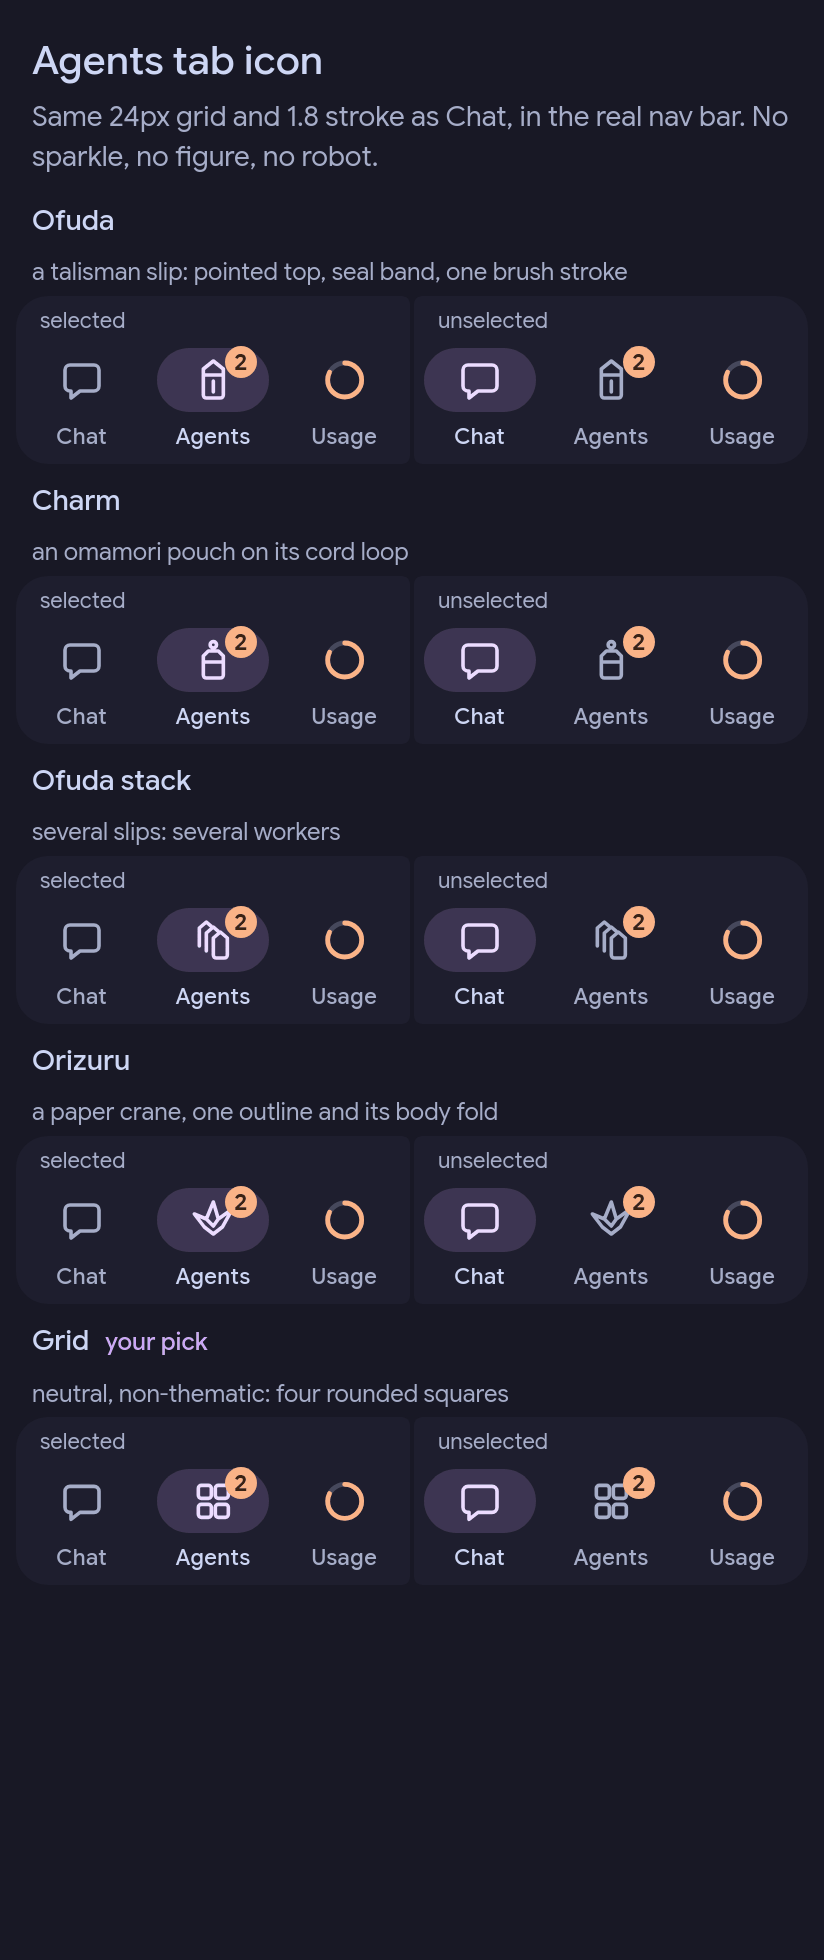 Agents tab icon
Same 24px grid and 1.8 stroke as Chat, in the real nav bar. No
sparkle, no figure, no robot.
Ofuda
a talisman slip: pointed top, seal band, one brush stroke
selected
2
Chat
Agents
Usage
unselected
2
Chat
Agents
Usage
Charm
an omamori pouch on its cord loop
selected
2
Chat
Agents
Usage
unselected
2
Chat
Agents
Usage
Ofuda stack
several slips: several workers
selected
2
Chat
Agents
Usage
unselected
2
Chat
Agents
Usage
Orizuru
a paper crane, one outline and its body fold
selected
2
Chat
Agents
Usage
unselected
2
Chat
Agents
Usage
Grid your pick
neutral, non-thematic: four rounded squares
selected
2
Chat
Agents
Usage
unselected
2
Chat
Agents
Usage